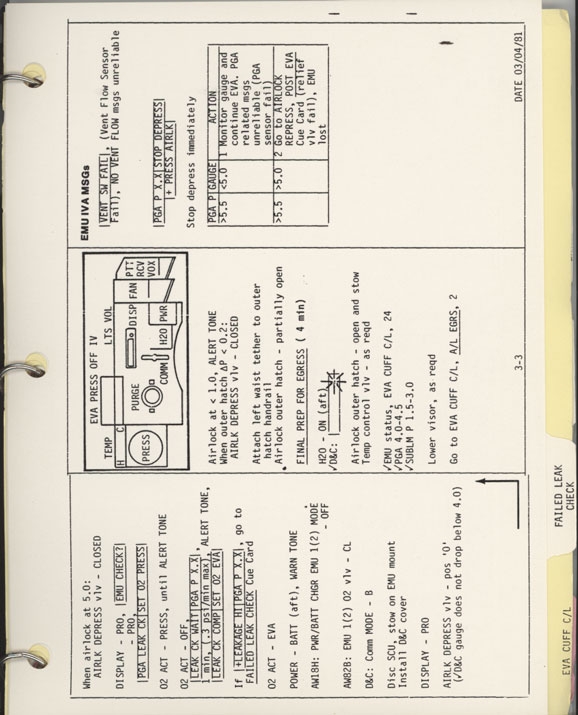 When airlock at 5.0:
AIRLK DEPRESS vlv - CLOSED
DISPLAY - PRO, |EMU CHECK?|
- PRO,
|PGA LEAK CK|SET O2 PRESS|
O2 ACT - PRESS, until ALERT TONE
O2 ACT - OFF,
|LEAK CK WAIT|PGA P X.X|,
1 min, (.3 psi/min max), ALERT TONE,
|LEAK CK COMP|SET O2 EVA|
If |+LEAKAGE HI|PGA P X.X|, go to
FAILED LEAK CHECK Cue Card
O2 ACT - EVA
POWER - BATT (aft), WARN TONE
AW18H: PWR/BATT CHGR EMU 1(2) MODE
- OFF
AW82B: EMU 1(2) O2 vlv - CL
D&C: Comm MODE - B
Disc SCU, stow on EMU mount
Install D&C cover
DISPLAY - PRO
AIRLK DEPRESS vlv - pos 'O'
(✓D&C gauge does not drop below 4.0)
EVA PRESS OFF IV
TEMP
LTS VOL
H C
PRESS
PURGE
DISP
FAN
PTT
RCV
VOX
COMM
H2O
PWR
Airlock at < 1.0, ALERT TONE
When outer hatch ΔP < 0.2:
AIRLK DEPRESS vlv - CLOSED
Attach left waist tether to outer
hatch handrail
Airlock outer hatch - partially open
FINAL PREP FOR EGRESS ( 4 min)
H2O - ON (aft)
✓D&C:
Airlock outer hatch - open and stow
Temp control vlv - as reqd
✓EMU status, EVA CUFF C/L, 24
✓PGA 4.0-4.5
✓SUBLM P 1.5-3.0
Lower visor, as reqd
Go to EVA CUFF C/L, A/L EGRS, 2
3-3
EMU IVA MSGs
|VENT SW FAIL|, (Vent Flow Sensor
Fail), NO VENT FLOW msgs unreliable
|PGA P X.X|STOP DEPRESS|
|+ PRESS AIRLK|
Stop depress immediately
PGA P GAUGE ACTION
>5.5 <5.0 1 Monitor gauge and
continue EVA. PGA
related msgs
unreliable (PGA
sensor fail)
>5.5 >5.0 2 Go to AIRLOCK
REPRESS, POST EVA
Cue Card (relief
vlv fail), EMU
lost
DATE 03/04/81
EVA CUFF C/L
FAILED LEAK
CHECK